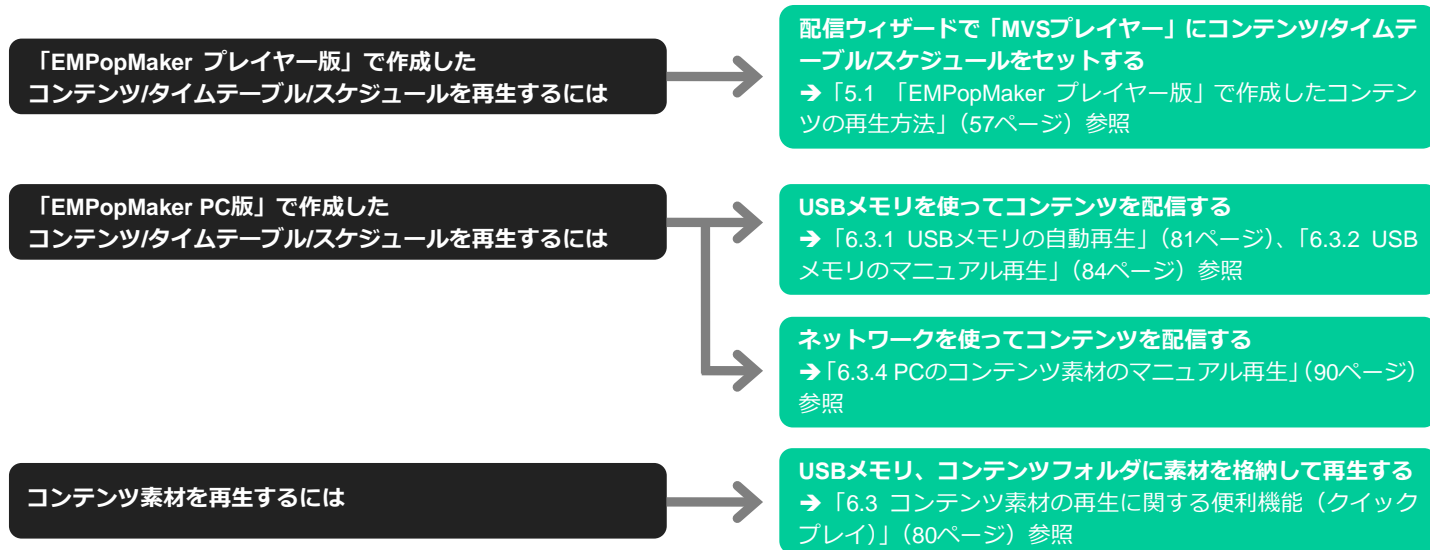 「EMPopMaker プレイヤー版」で作成した
コンテンツ/タイムテーブル/スケジュールを再生するには
配信ウィザードで「MVSプレイヤー」にコンテンツ/タイムテ
ーブル/スケジュールをセットする
➔「5.1 「EMPopMaker プレイヤー版」で作成したコンテン
ツの再生方法」(57ページ)参照
「EMPopMaker PC版」で作成した
コンテンツ/タイムテーブル/スケジュールを再生するには
USBメモリを使ってコンテンツを配信する
➔「6.3.1 USBメモリの自動再生」(81ページ)、「6.3.2 USB
メモリのマニュアル再生」(84ページ)参照
ネットワークを使ってコンテンツを配信する
➔「6.3.4 PCのコンテンツ素材のマニュアル再生」(90ページ)
参照
コンテンツ素材を再生するには
USBメモリ、コンテンツフォルダに素材を格納して再生する
➔「6.3 コンテンツ素材の再生に関する便利機能(クイック
プレイ)」(80ページ)参照